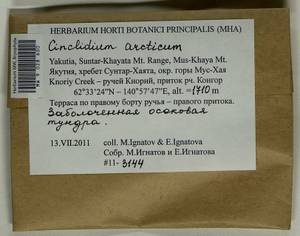 HERBARIUM HORTI BOTANICI PRINCIPALIS (MHA)
Cinclidium arcticum
Yakutia, Suntar-Khayata Mt. Range, Mus-Khaya Mt.
Якутия, хребет Сунтар-Хаята, окр. горы Мус-Хая
Knoriy Creek – ручей Кнорий, приток рч. Конгор
62°33'24"N – 140°57'47"E, alt. =1710 m
Терраса по правому борту ручья – правого притока.
Заболоченная осоковая
тундра.
13.VII.2011 coll. M.Ignatov & E.Ignatova
Собр. М.Игнатов и Е.Игнатова
#11- 3144